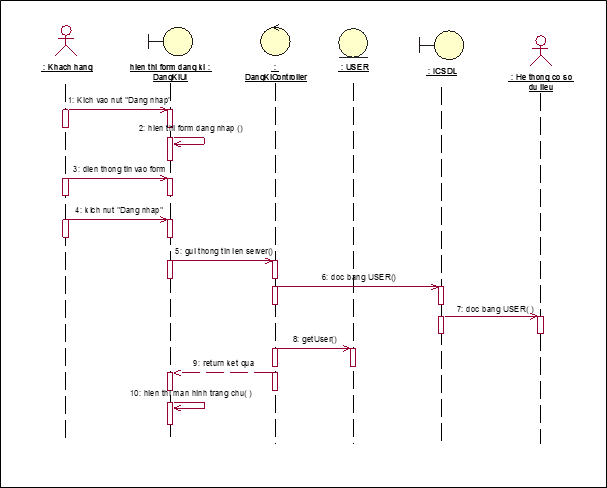 : Khach hang
hien thi form dang ki :
DangKIUI
:
DangKIController
: USER
: ICSDL
: He thong co so
du lieu
1: Kich vao nut "Dang nhap"
2: hien thi form dang nhap ()
3: dien thong tin vao form
4: kich nut "Dang nhap"
5: gui thong tin len server()
6: doc bang USER()
7: doc bang USER( )
8: getUser()
9: return ket qua
10: hien thi man hinh trang chu( )